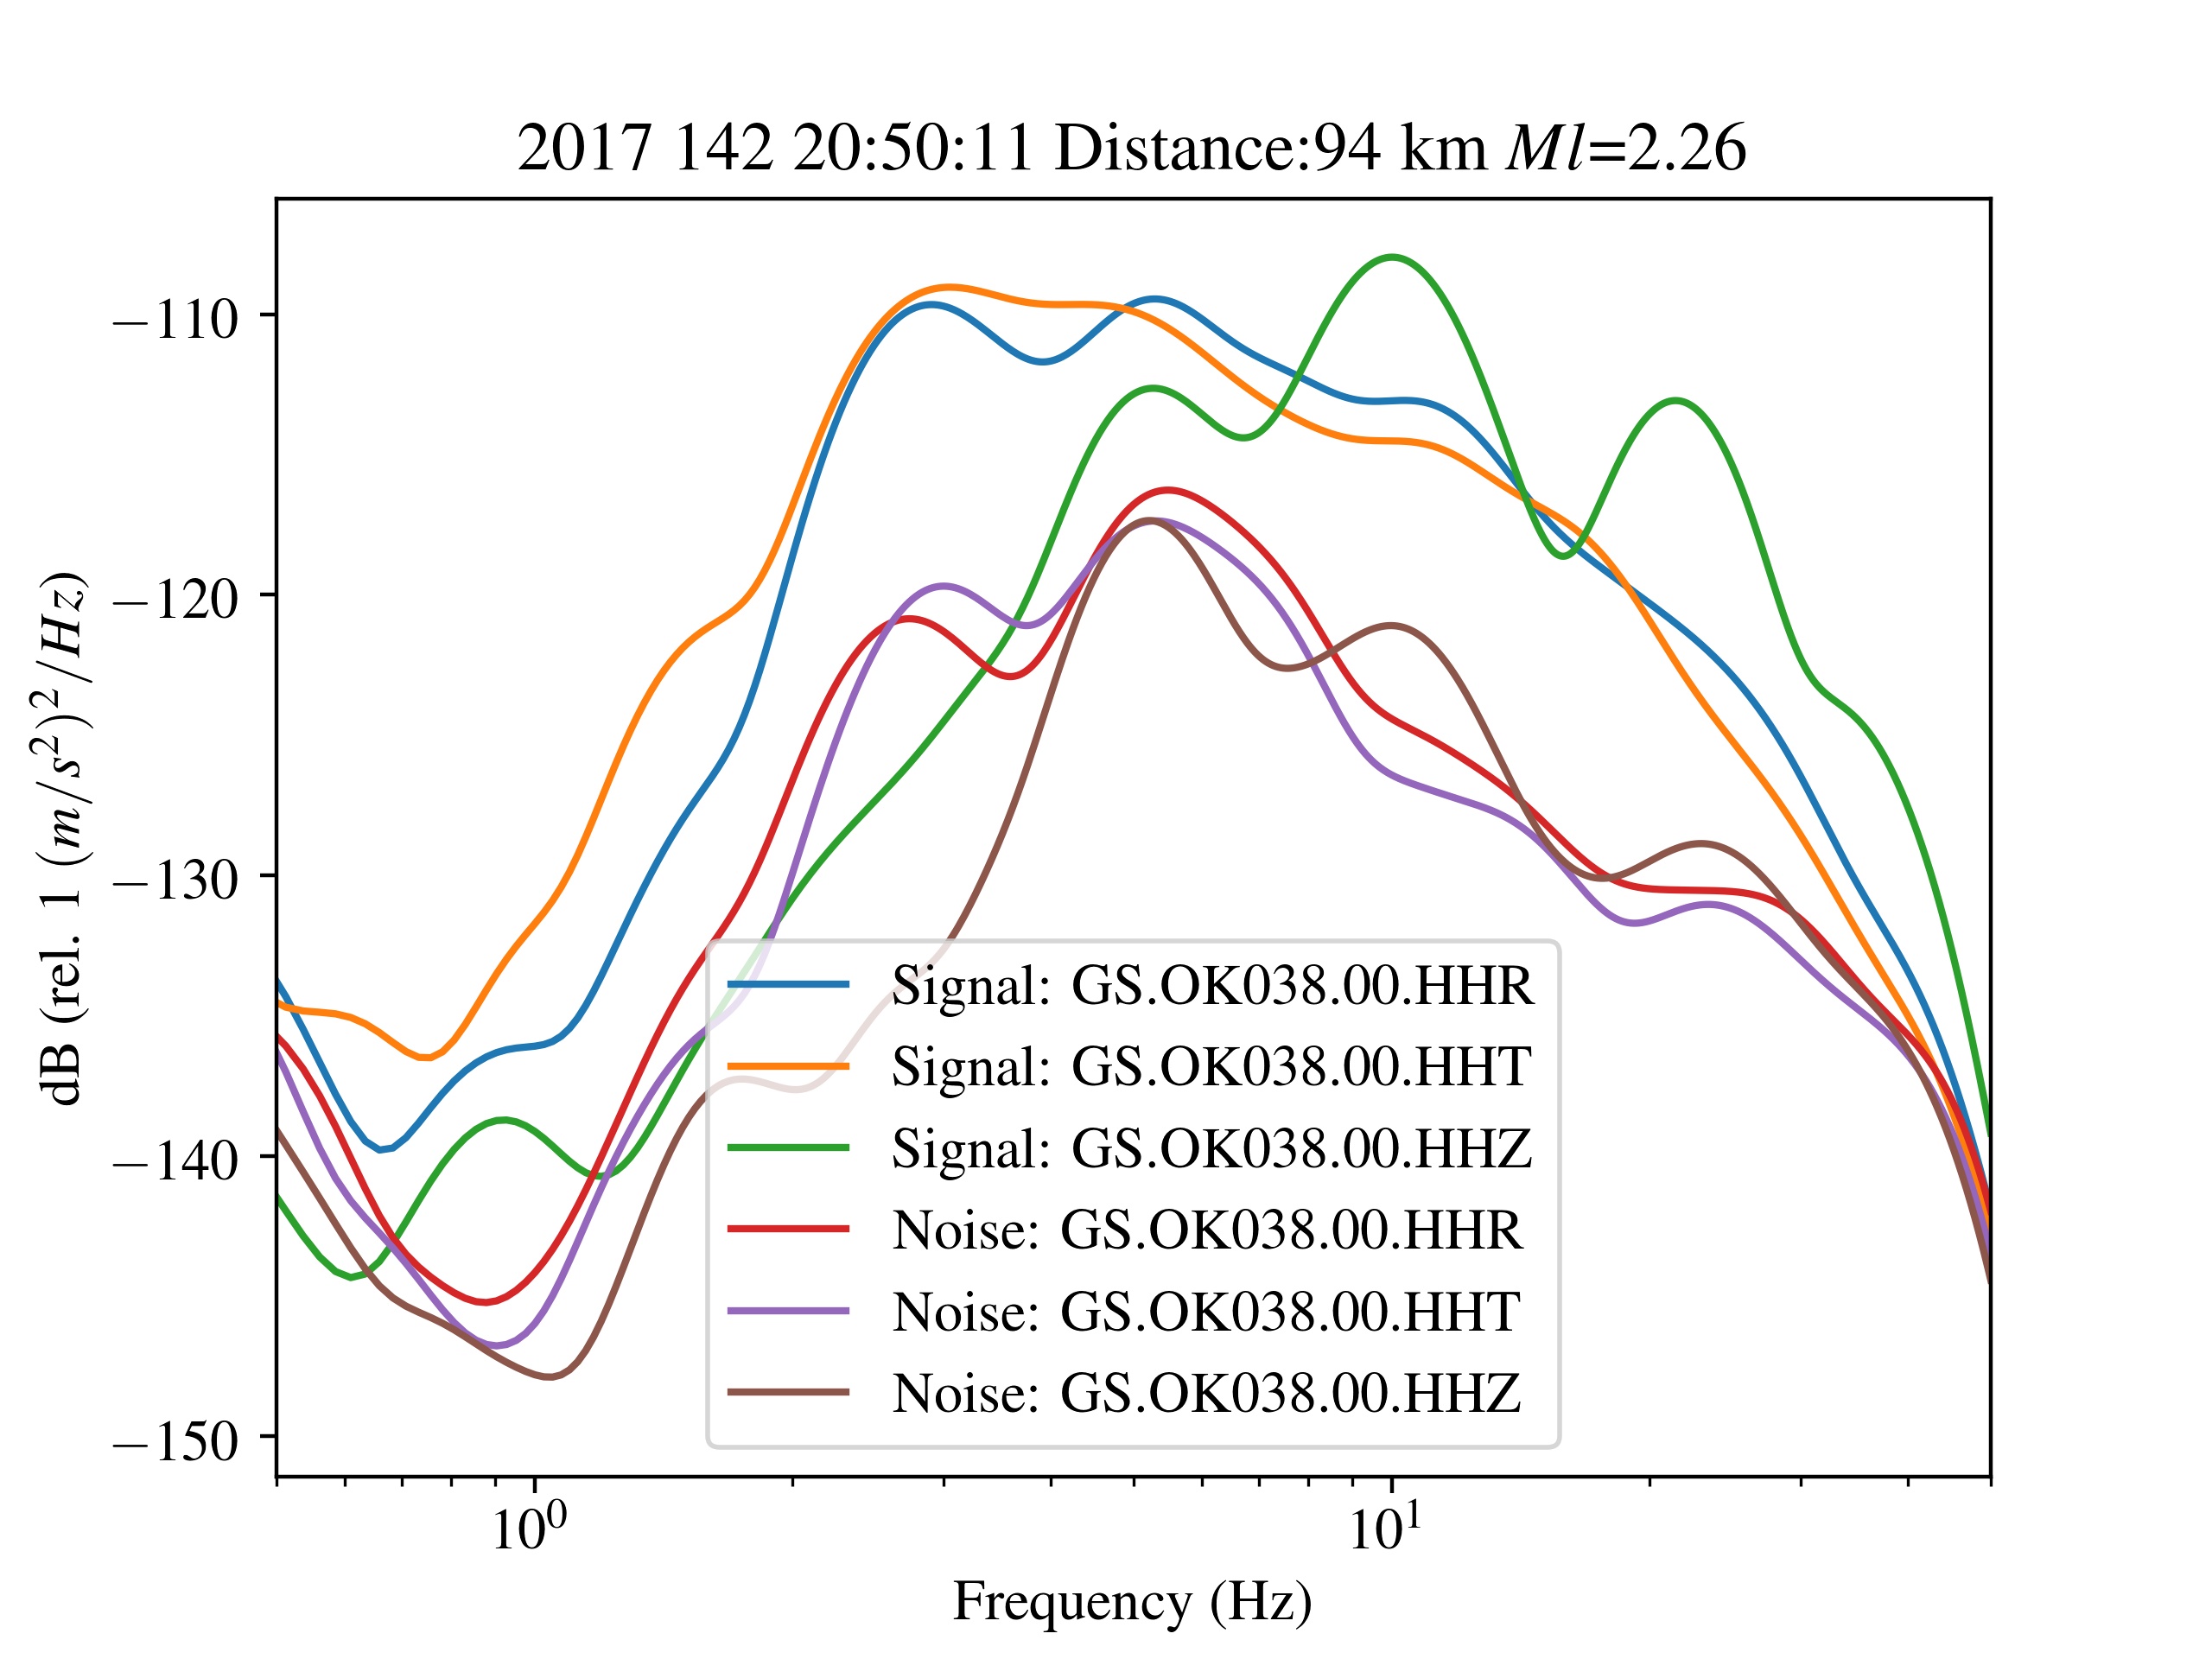 2017 142 20:50:11 Distance:94 km Ml=2.26
dB (rel. 1 (m/s²)²/Hz)
−110
−120
−130
−140
−150
Signal: GS.OK038.00.HHR
Signal: GS.OK038.00.HHT
Signal: GS.OK038.00.HHZ
Noise: GS.OK038.00.HHR
Noise: GS.OK038.00.HHT
Noise: GS.OK038.00.HHZ
10⁰ 10¹
Frequency (Hz)